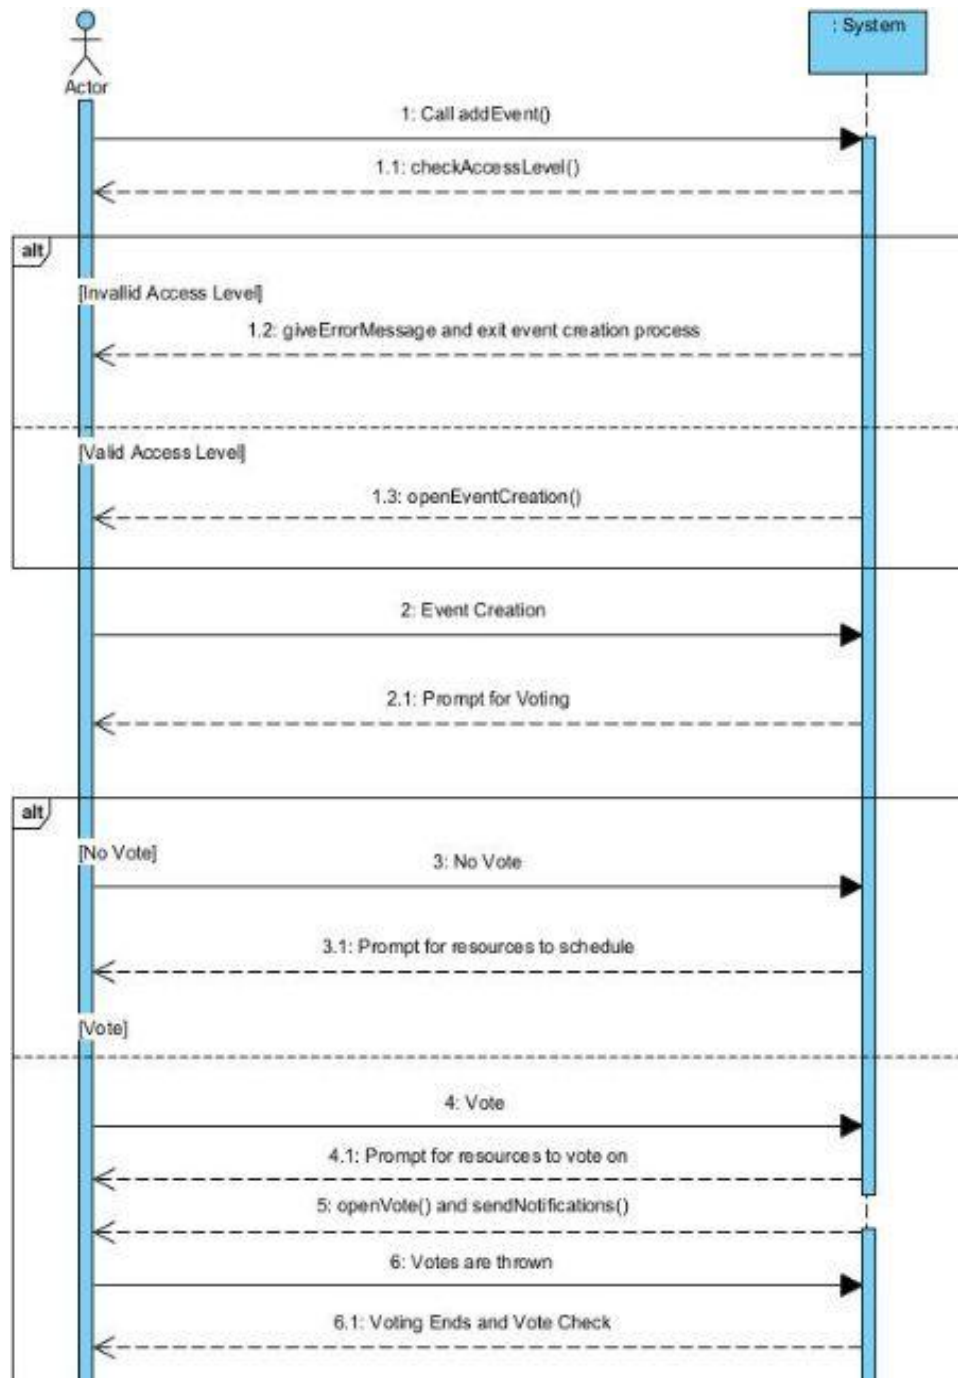 : System
Actor
1: Call addEvent()
1.1: checkAccessLevel()
alt
[Invallid Access Level]
1.2: giveErrorMessage and exit event creation process
[Valid Access Level]
1.3: openEventCreation()
2: Event Creation
2.1: Prompt for Voting
alt
[No Vote]
3: No Vote
3.1: Prompt for resources to schedule
[Vote]
4: Vote
4.1: Prompt for resources to vote on
5: openVote() and sendNotifications()
6: Votes are thrown
6.1: Voting Ends and Vote Check